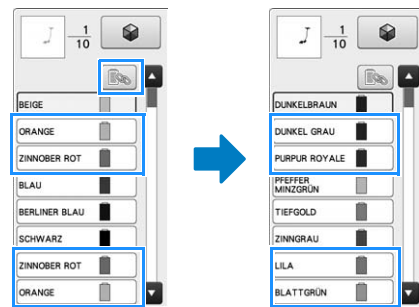 1
10
BEIGE
ORANGE
ZINNOBER ROT
BLAU
BERLINER BLAU
SCHWARZ
ZINNOBER ROT
ORANGE
1
10
DUNKELBRAUN
DUNKEL GRAU
PURPUR ROYALE
PFEFFER
MINZGRÜN
TIEFGOLD
ZINNGRAU
LILA
BLATTGRÜN